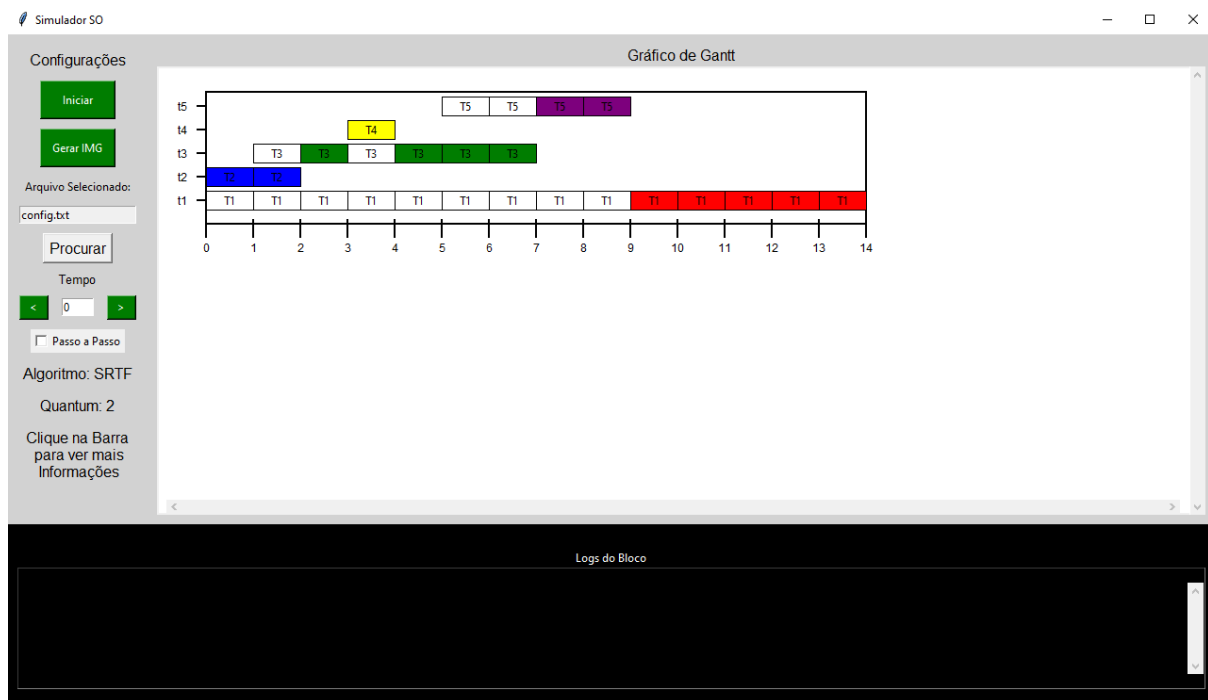 Simulador SO
Configurações
Iniciar
Gerar IMG
Arquivo Selecionado:
config.txt
Procurar
Tempo
< 0 >
Passo a Passo
Algoritmo: SRTF
Quantum: 2
Clique na Barra
para ver mais
Informações
Gráfico de Gantt
t5 T5 T5 T5 T5
t4 T4
t3 T3 T3 T3 T3 T3 T3
t2 T2 T2
t1 T1 T1 T1 T1 T1 T1 T1 T1 T1 T1 T1 T1 T1 T1
0 1 2 3 4 5 6 7 8 9 10 11 12 13 14
Logs do Bloco